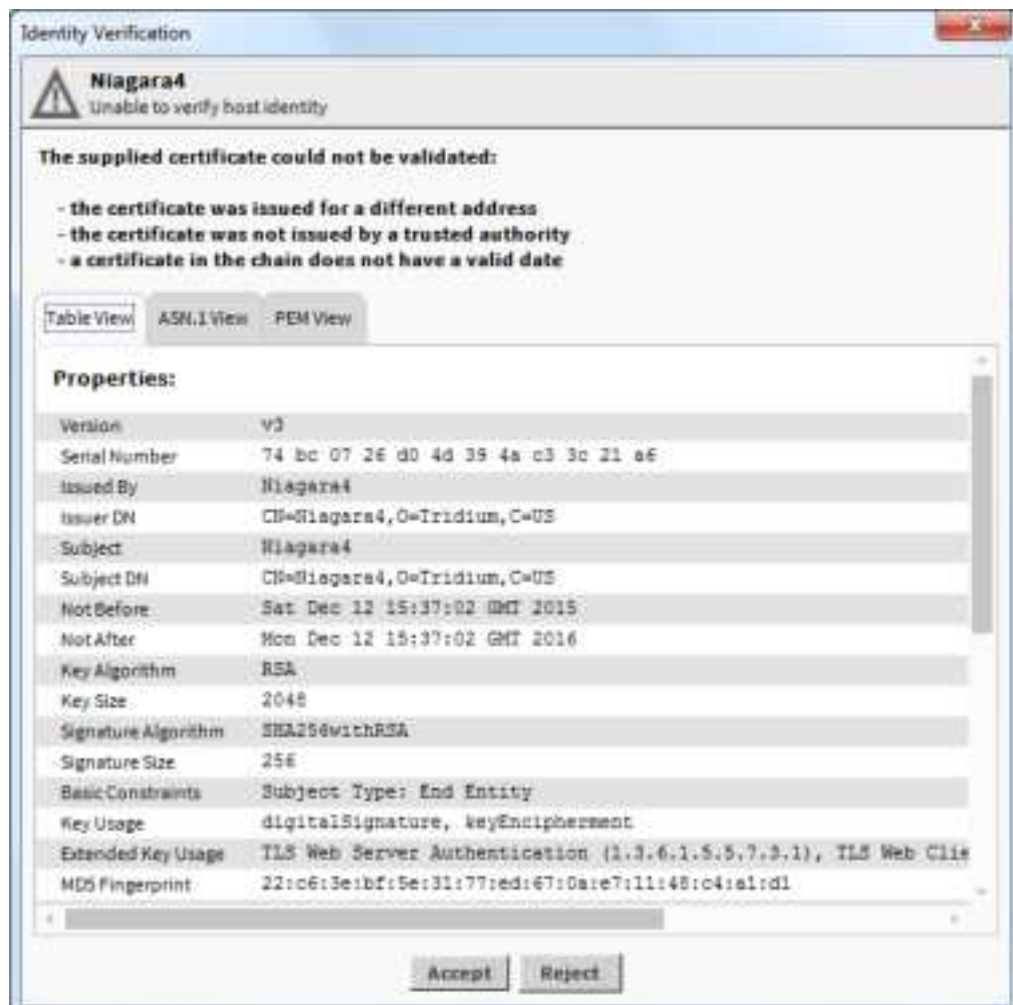 Identity Verification
Niagara4
Unable to verify host identity
The supplied certificate could not be validated:
- the certificate was issued for a different address
- the certificate was not issued by a trusted authority
- a certificate in the chain does not have a valid date
Table View ASN.1 View PEM View
Properties:
Version v3
Serial Number 74 bc 07 26 d0 4d 39 4a c3 3c 21 a6
Issued By Niagara4
Issuer DN CN=Niagara4,O=Tridium,C=US
Subject Niagara4
Subject DN CN=Niagara4,O=Tridium,C=US
Not Before Sat Dec 12 15:37:02 GMT 2015
Not After Mon Dec 12 15:37:02 GMT 2016
Key Algorithm RSA
Key Size 2048
Signature Algorithm SHA256withRSA
Signature Size 256
Basic Constraints Subject Type: End Entity
Key Usage digitalSignature, keyEncipherment
Extended Key Usage TLS Web Server Authentication (1.3.6.1.5.5.7.3.1), TLS Web Clie
MD5 Fingerprint 22:c6:3e:bf:5e:31:77:ed:67:0a:e7:11:48:c4:a1:d1
Accept Reject